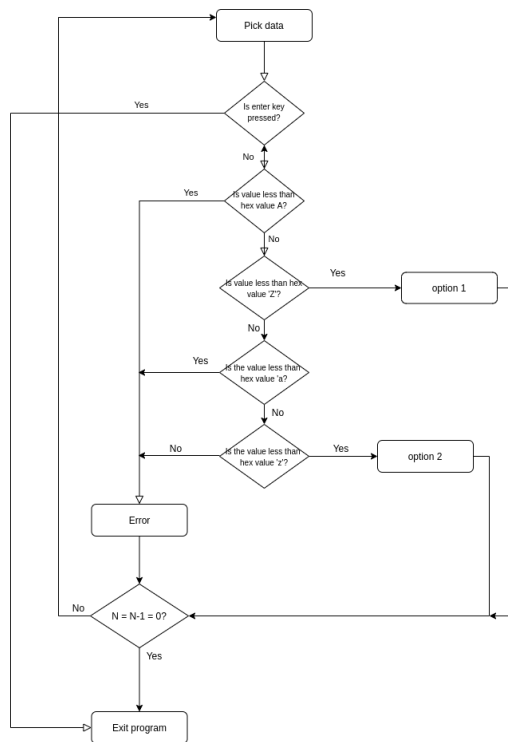 Pick data
Is enter key
pressed?
Yes
No
Is value less than
hex value A?
Yes
No
Is value less than hex
value 'Z'?
Yes
option 1
No
Is the value less than
hex value 'a?
Yes
No
Is the value less than
hex value 'z'?
No
Yes
option 2
Error
N = N-1 = 0?
No
Yes
Exit program